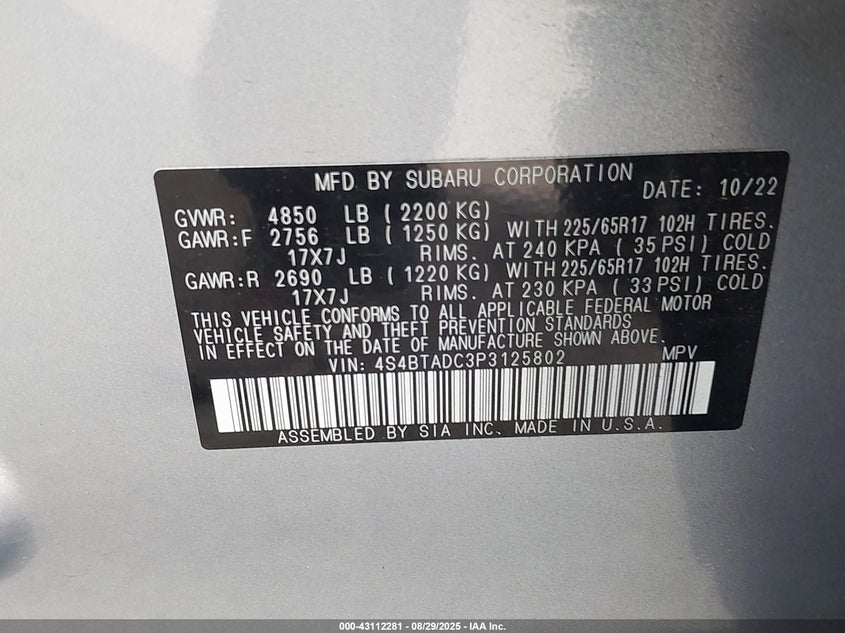 MFD BY SUBARU CORPORATION DATE: 10/22
GVWR: 4850 LB ( 2200 KG)
GAWR:F 2756 LB ( 1250 KG) WITH 225/65R17 102H TIRES.
17X7J RIMS. AT 240 KPA ( 35 PSI) COLD
GAWR:R 2690 LB ( 1220 KG) WITH 225/65R17 102H TIRES.
17X7J RIMS. AT 230 KPA ( 33 PSI) COLD
THIS VEHICLE CONFORMS TO ALL APPLICABLE FEDERAL MOTOR
VEHICLE SAFETY AND THEFT PREVENTION STANDARDS
IN EFFECT ON THE DATE OF MANUFACTURE SHOWN ABOVE.
VIN: 4S4BTADC3P3125802 MPV
ASSEMBLED BY SIA INC. MADE IN U.S.A.
000-43112281 - 08/29/2025 - IAA Inc.